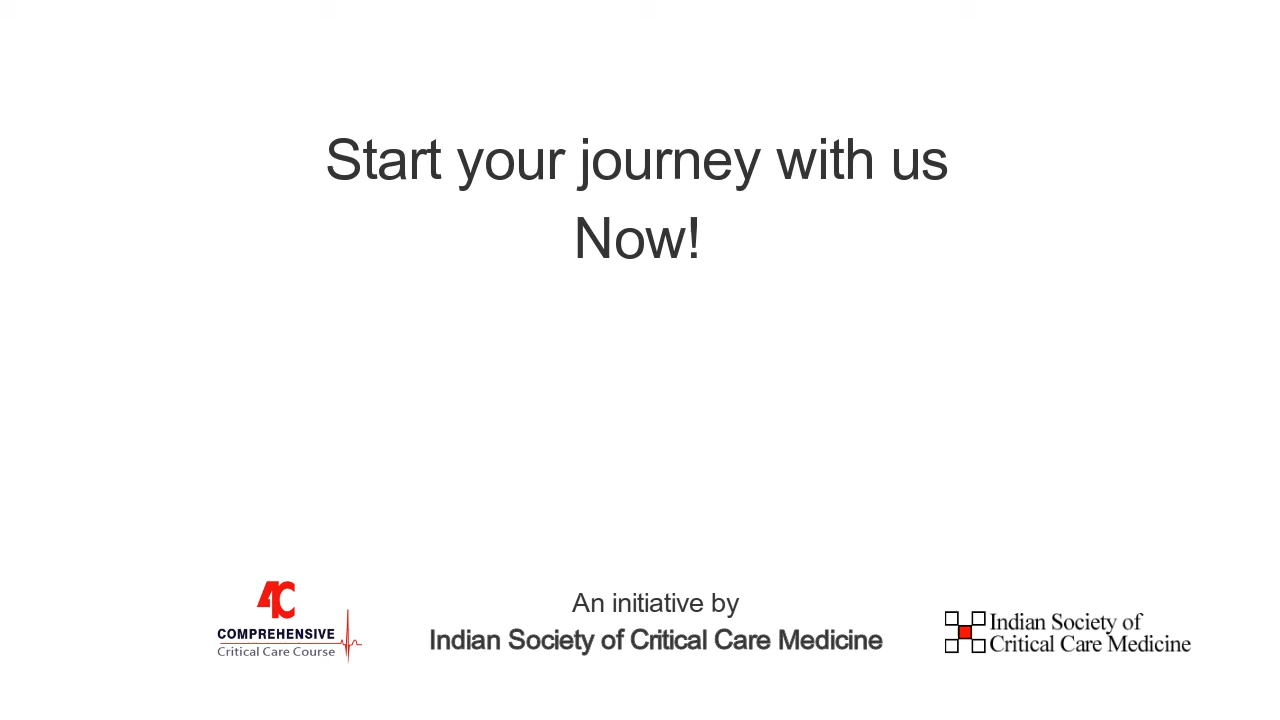 Start your journey with us
Now!
4C
COMPREHENSIVE
Critical Care Course
An initiative by
Indian Society of Critical Care Medicine
Indian Society of
Critical Care Medicine